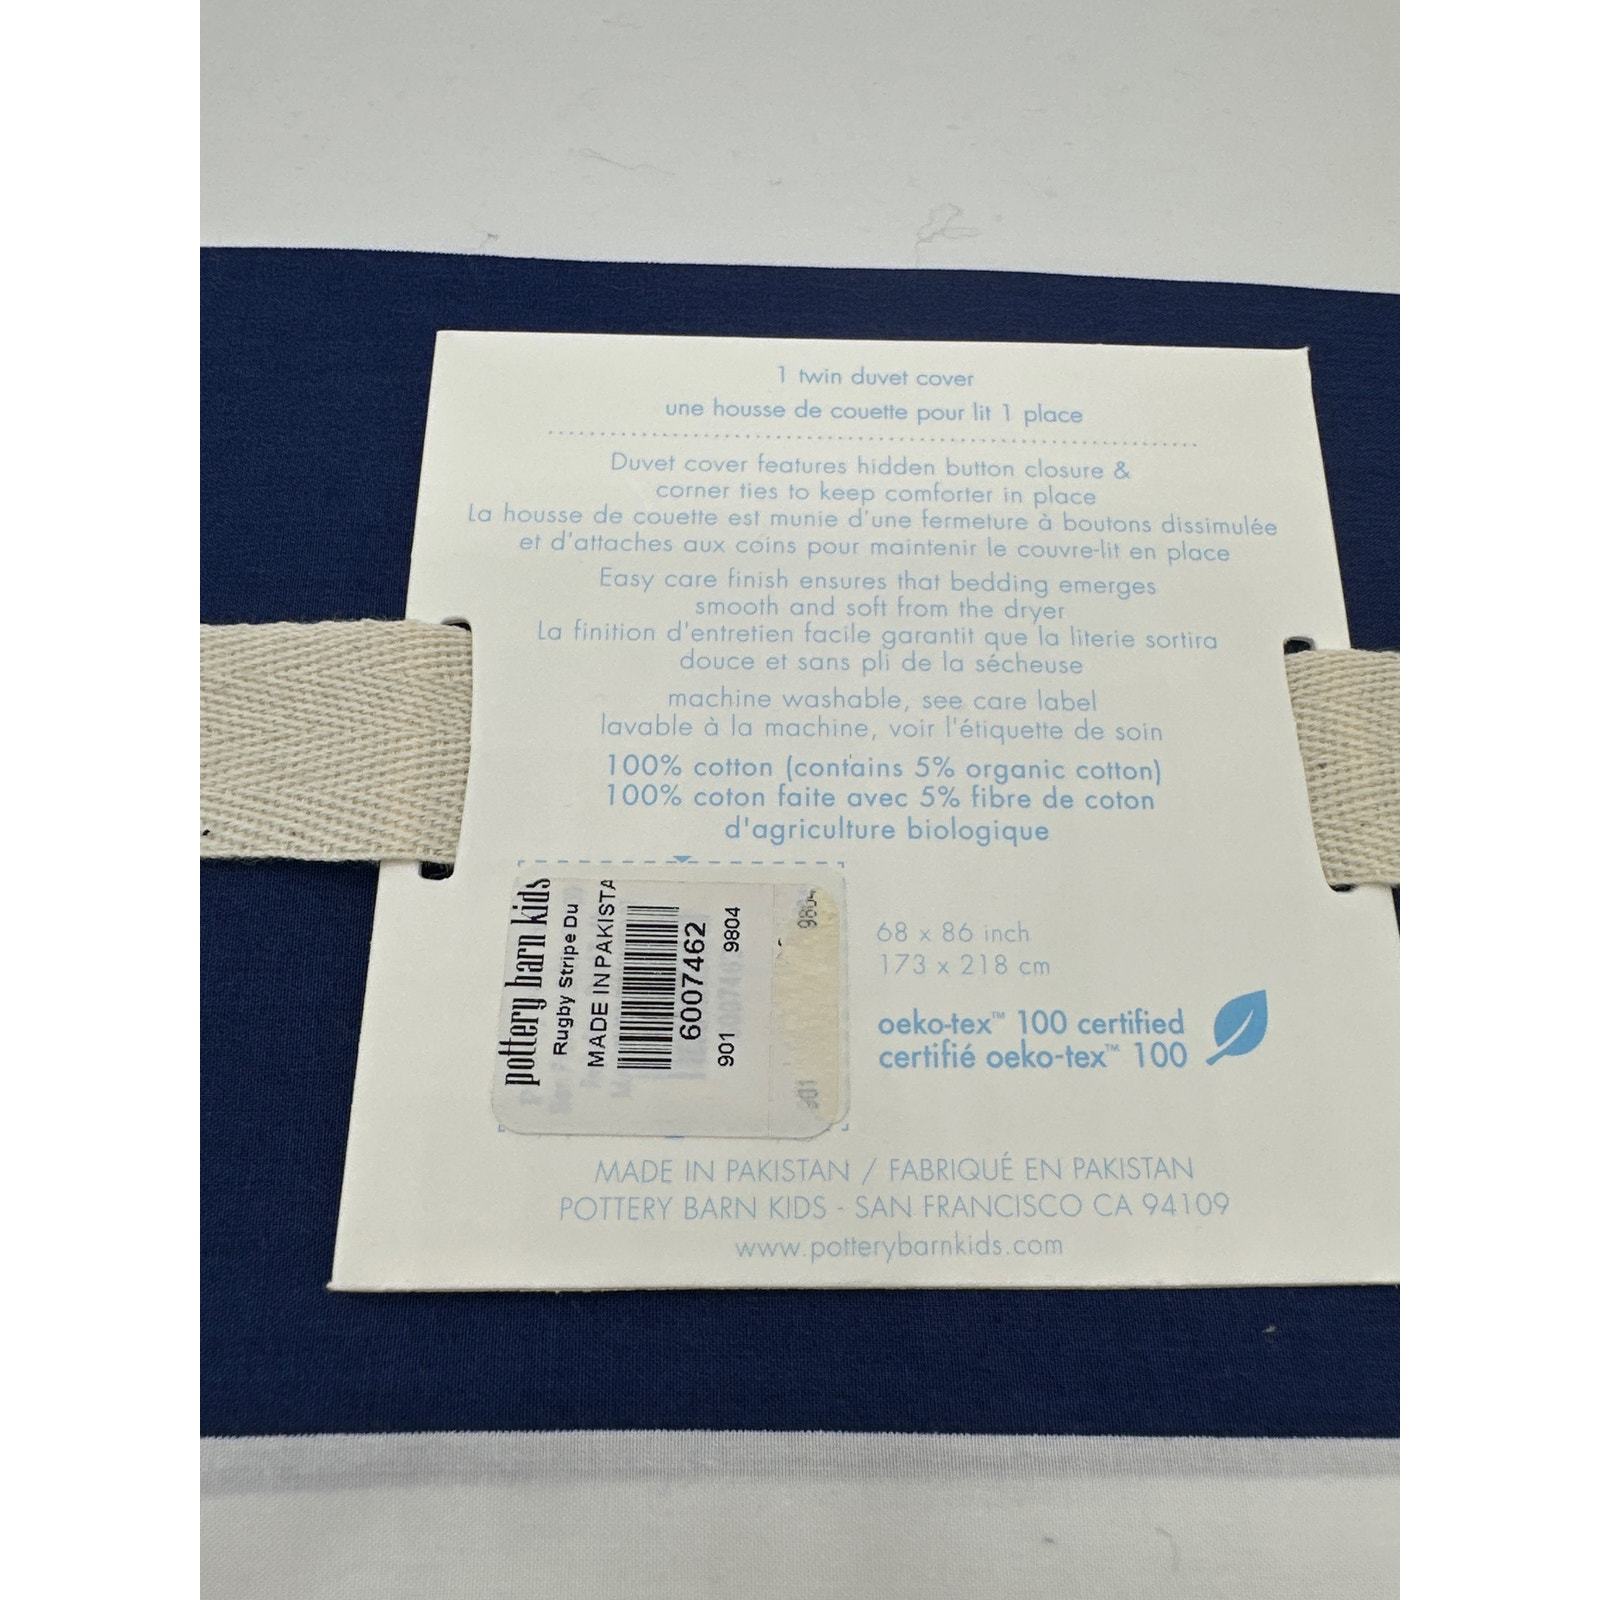 1 twin duvet cover
une housse de couette pour lit 1 place
Duvet cover features hidden button closure &
corner ties to keep comforter in place
La housse de couette est munie d'une fermeture à boutons dissimulée
et d'attaches aux coins pour maintenir le couvre-lit en place
Easy care finish ensures that bedding emerges
smooth and soft from the dryer
La finition d'entretien facile garantit que la literie sortira
douce et sans pli de la sécheuse
machine washable, see care label
lavable à la machine, voir l'étiquette de soin
100% cotton (contains 5% organic cotton)
100% coton faite avec 5% fibre de coton
d'agriculture biologique
pottery barn kids
Rugby Stripe Du
MADE IN PAKISTA
6007462
901 9804
901 9804
68 x 86 inch
173 x 218 cm
oeko-tex™ 100 certified
certifié oeko-tex™ 100
MADE IN PAKISTAN / FABRIQUÉ EN PAKISTAN
POTTERY BARN KIDS - SAN FRANCISCO CA 94109
www.potterybarnkids.com